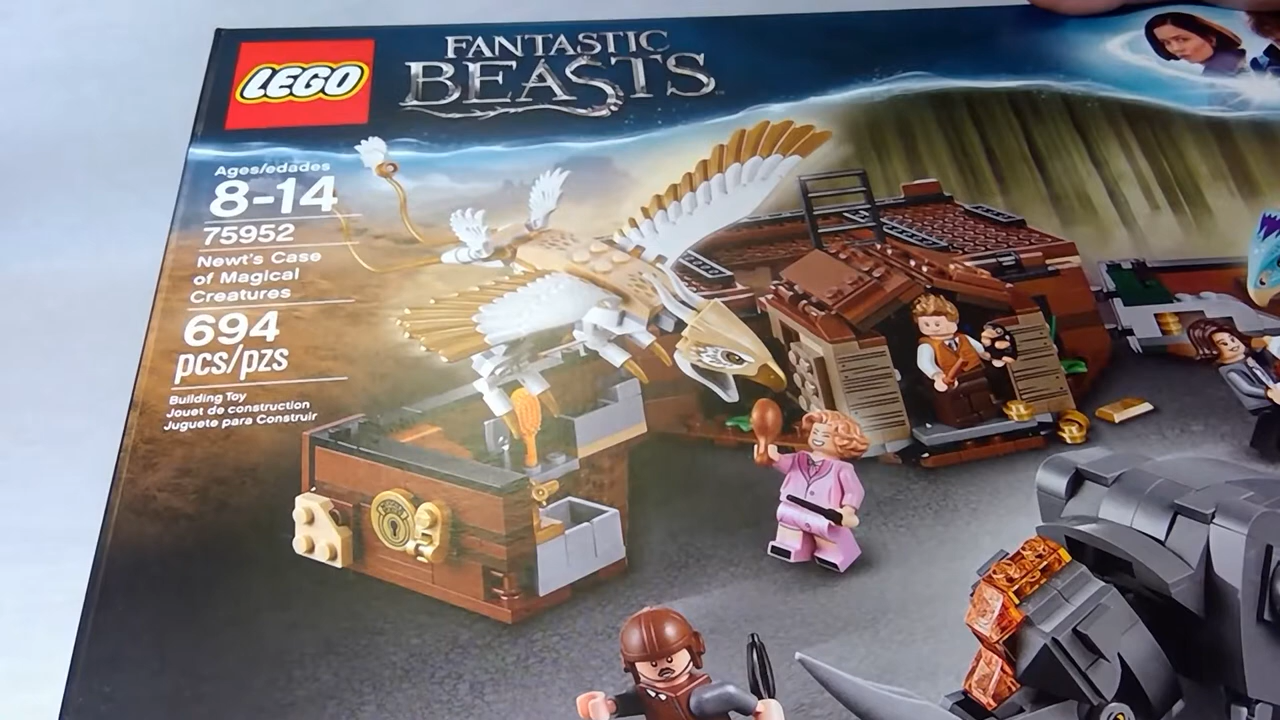 LEGO
FANTASTIC
BEASTS
Ages/edades
8-14
75952
Newt's Case
of Magical
Creatures
694
pcs/pzs
Building Toy
Jouet de construction
Juguete para Construir